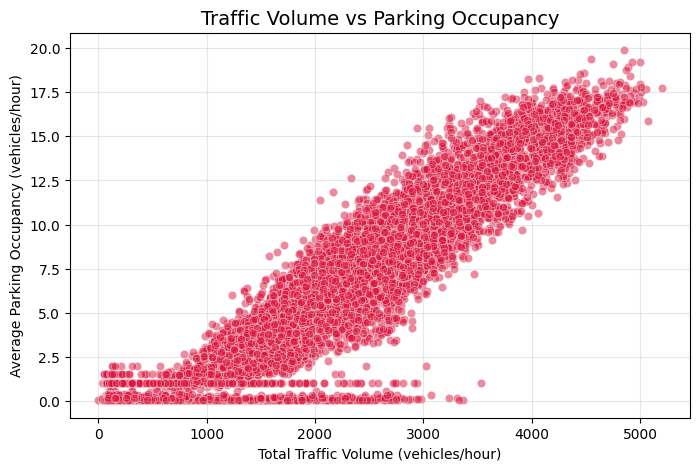 Traffic Volume vs Parking Occupancy
20.0
17.5
15.0
12.5
10.0
7.5
5.0
2.5
0.0
Average Parking Occupancy (vehicles/hour)
0 1000 2000 3000 4000 5000
Total Traffic Volume (vehicles/hour)